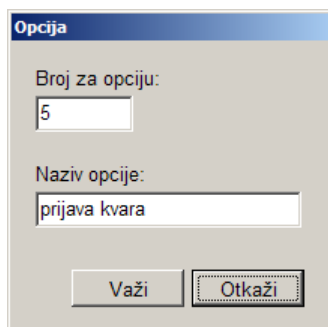 Opcija
Broj za opciju:
5
Naziv opcije:
prijava kvara
Važi Otkaži